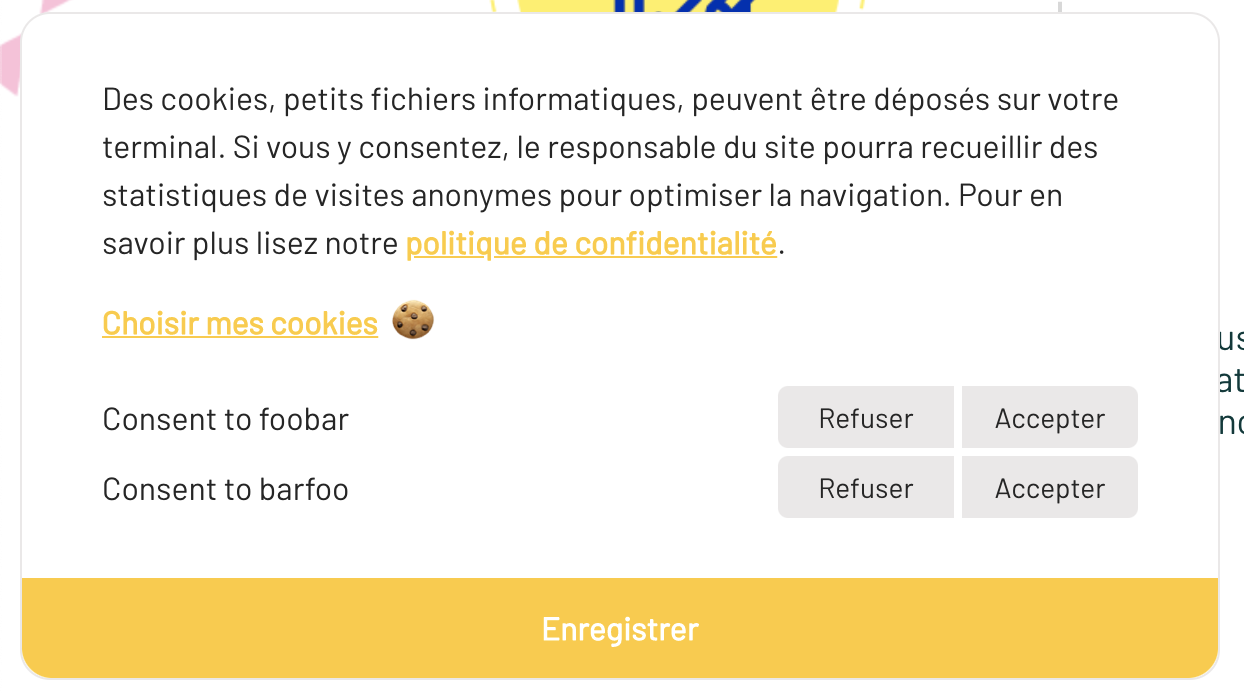 Des cookies, petits fichiers informatiques, peuvent être déposés sur votre
terminal. Si vous y consentez, le responsable du site pourra recueillir des
statistiques de visites anonymes pour optimiser la navigation. Pour en
savoir plus lisez notre politique de confidentialité.
Choisir mes cookies 🍪
Consent to foobar Refuser Accepter
Consent to barfoo Refuser Accepter
Enregistrer